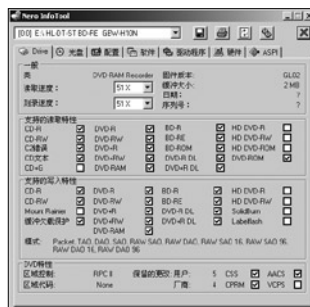 Nero InfoTool
[D0] E:\ HL-DT-ST BD-RE GBW-H10N
Drive 光盘 配置 软件 驱动程序 硬件 ASPI
一般
类 DVD-RAM Recorder 固件版本: GL02
读取速度: 51 X 缓冲大小: 2 MB
日期: ?
刻录速度: 51 X 序列号: ?
支持的读取特性
CD-R DVD-R BD-R HD DVD-R
CD-RW DVD-RW BD-RE HD DVD-RW
C2错误 DVD+R BD-ROM HD DVD-ROM
CD文本 DVD+RW DVD-R DL DVD-ROM
CD+G DVD-RAM DVD+R DL
支持的写入特性
CD-R DVD-R BD-R HD DVD-R
CD-RW DVD-RW BD-RE HD DVD-RW
Mount Rainier DVD+R DVD-R DL SolidBurn
缓冲欠载保护 DVD+RW DVD+R DL Labelflash
DVD-RAM
模式: Packet, TAO, DAO, SAO, RAW SAO, RAW DAO, RAW SAO 16, RAW SAO 96,
RAW DAO 16, RAW DAO 96
DVD特性
区域控制: RPC II 保留的更改: 用户: 5 CSS AACS
区域代码: None 厂商: 4 CPRM VCPS